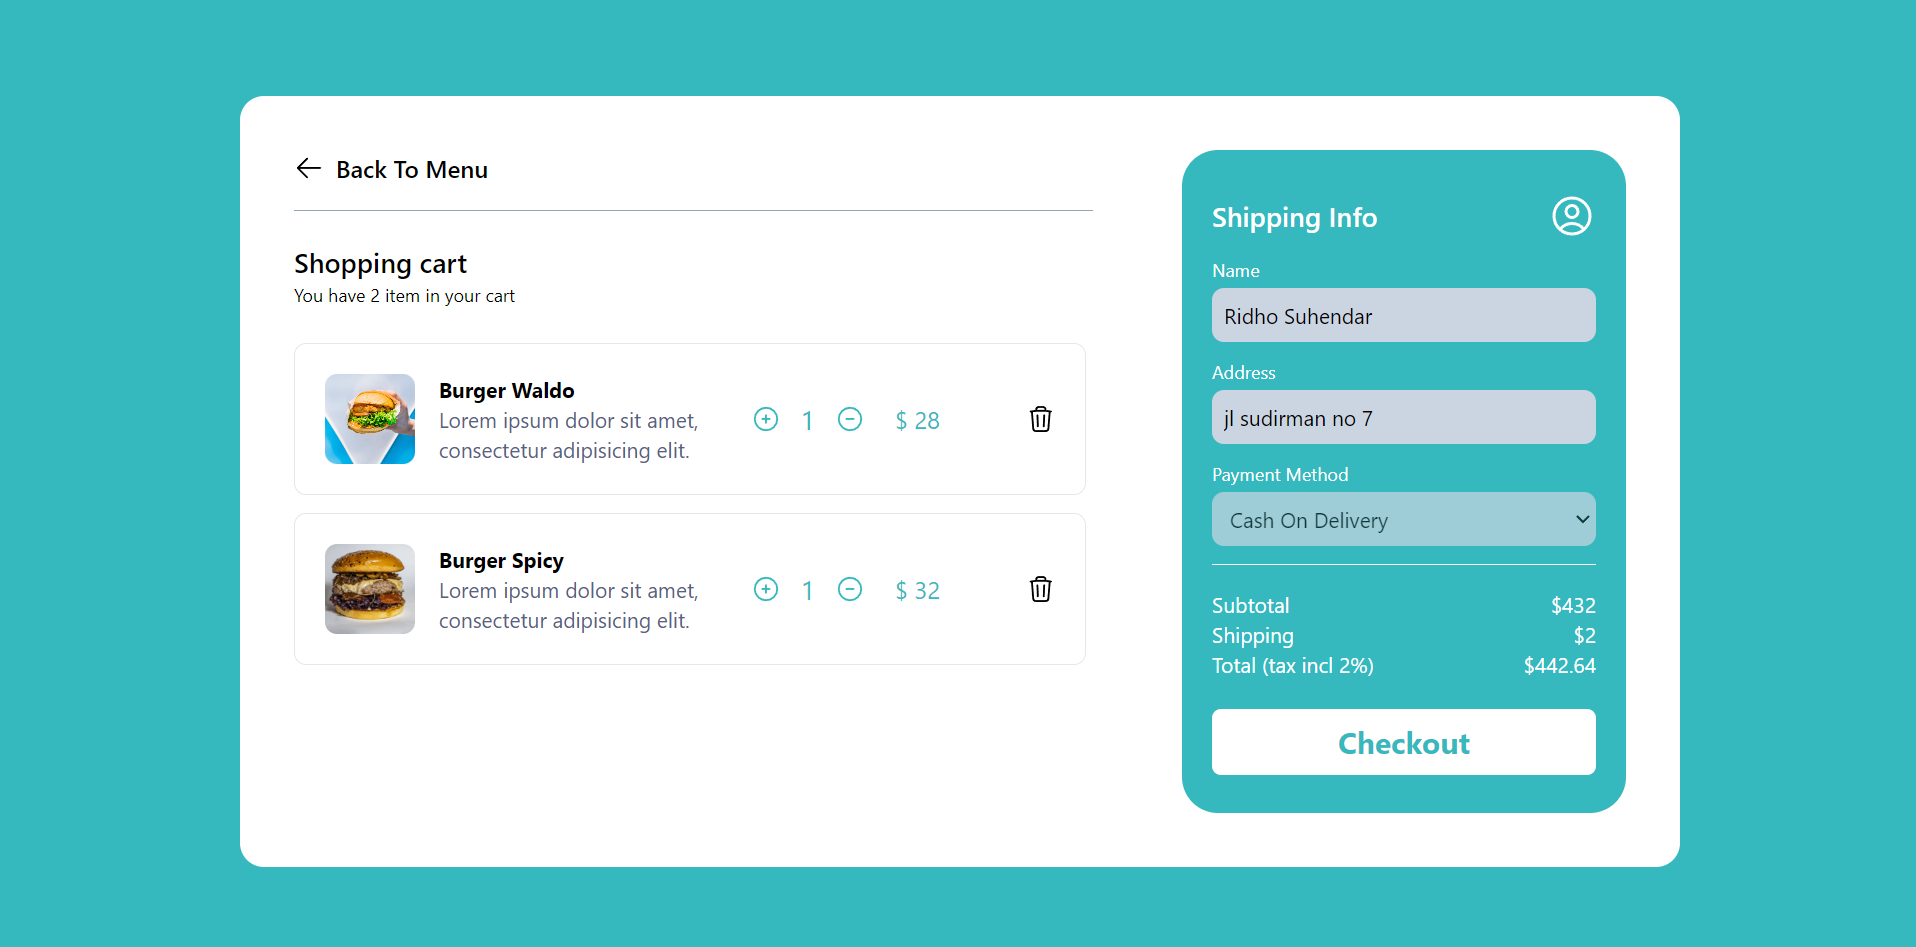 Back To Menu
Shopping cart
You have 2 item in your cart
Burger Waldo
Lorem ipsum dolor sit amet,
consectetur adipisicing elit.
1
$ 28
Burger Spicy
Lorem ipsum dolor sit amet,
consectetur adipisicing elit.
1
$ 32
Shipping Info
Name
Ridho Suhendar
Address
jl sudirman no 7
Payment Method
Cash On Delivery
Subtotal $432
Shipping $2
Total (tax incl 2%) $442.64
Checkout